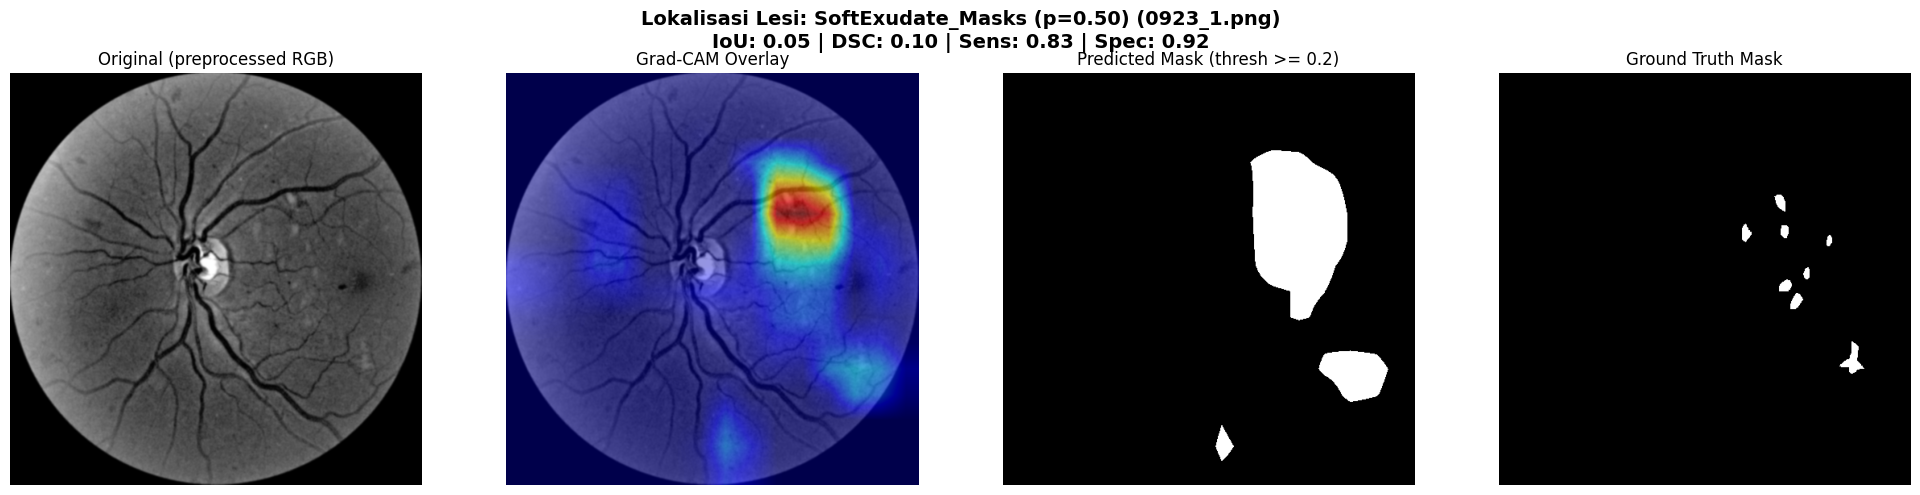 Lokalisasi Lesi: SoftExudate_Masks (p=0.50) (0923_1.png)
IoU: 0.05 | DSC: 0.10 | Sens: 0.83 | Spec: 0.92
Original (preprocessed RGB)
Grad-CAM Overlay
Predicted Mask (thresh >= 0.2)
Ground Truth Mask